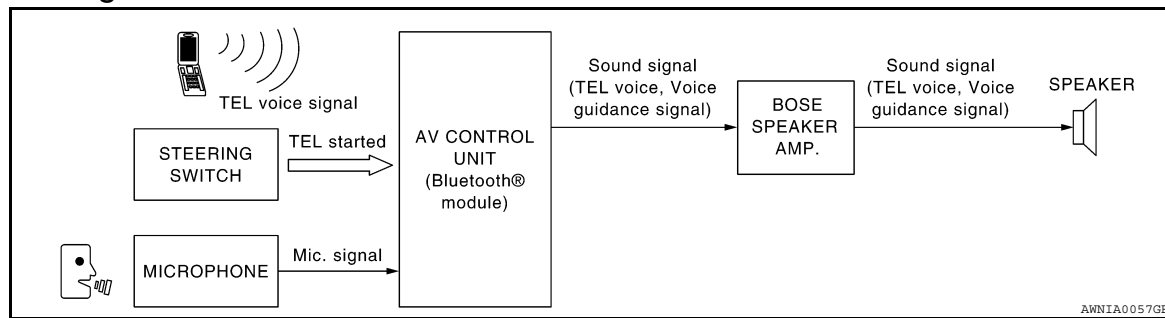 TEL voice signal
STEERING
SWITCH
TEL started
MICROPHONE
Mic. signal
AV CONTROL
UNIT
(Bluetooth®
module)
Sound signal
(TEL voice, Voice
guidance signal)
BOSE
SPEAKER
AMP.
Sound signal
(TEL voice, Voice
guidance signal)
SPEAKER